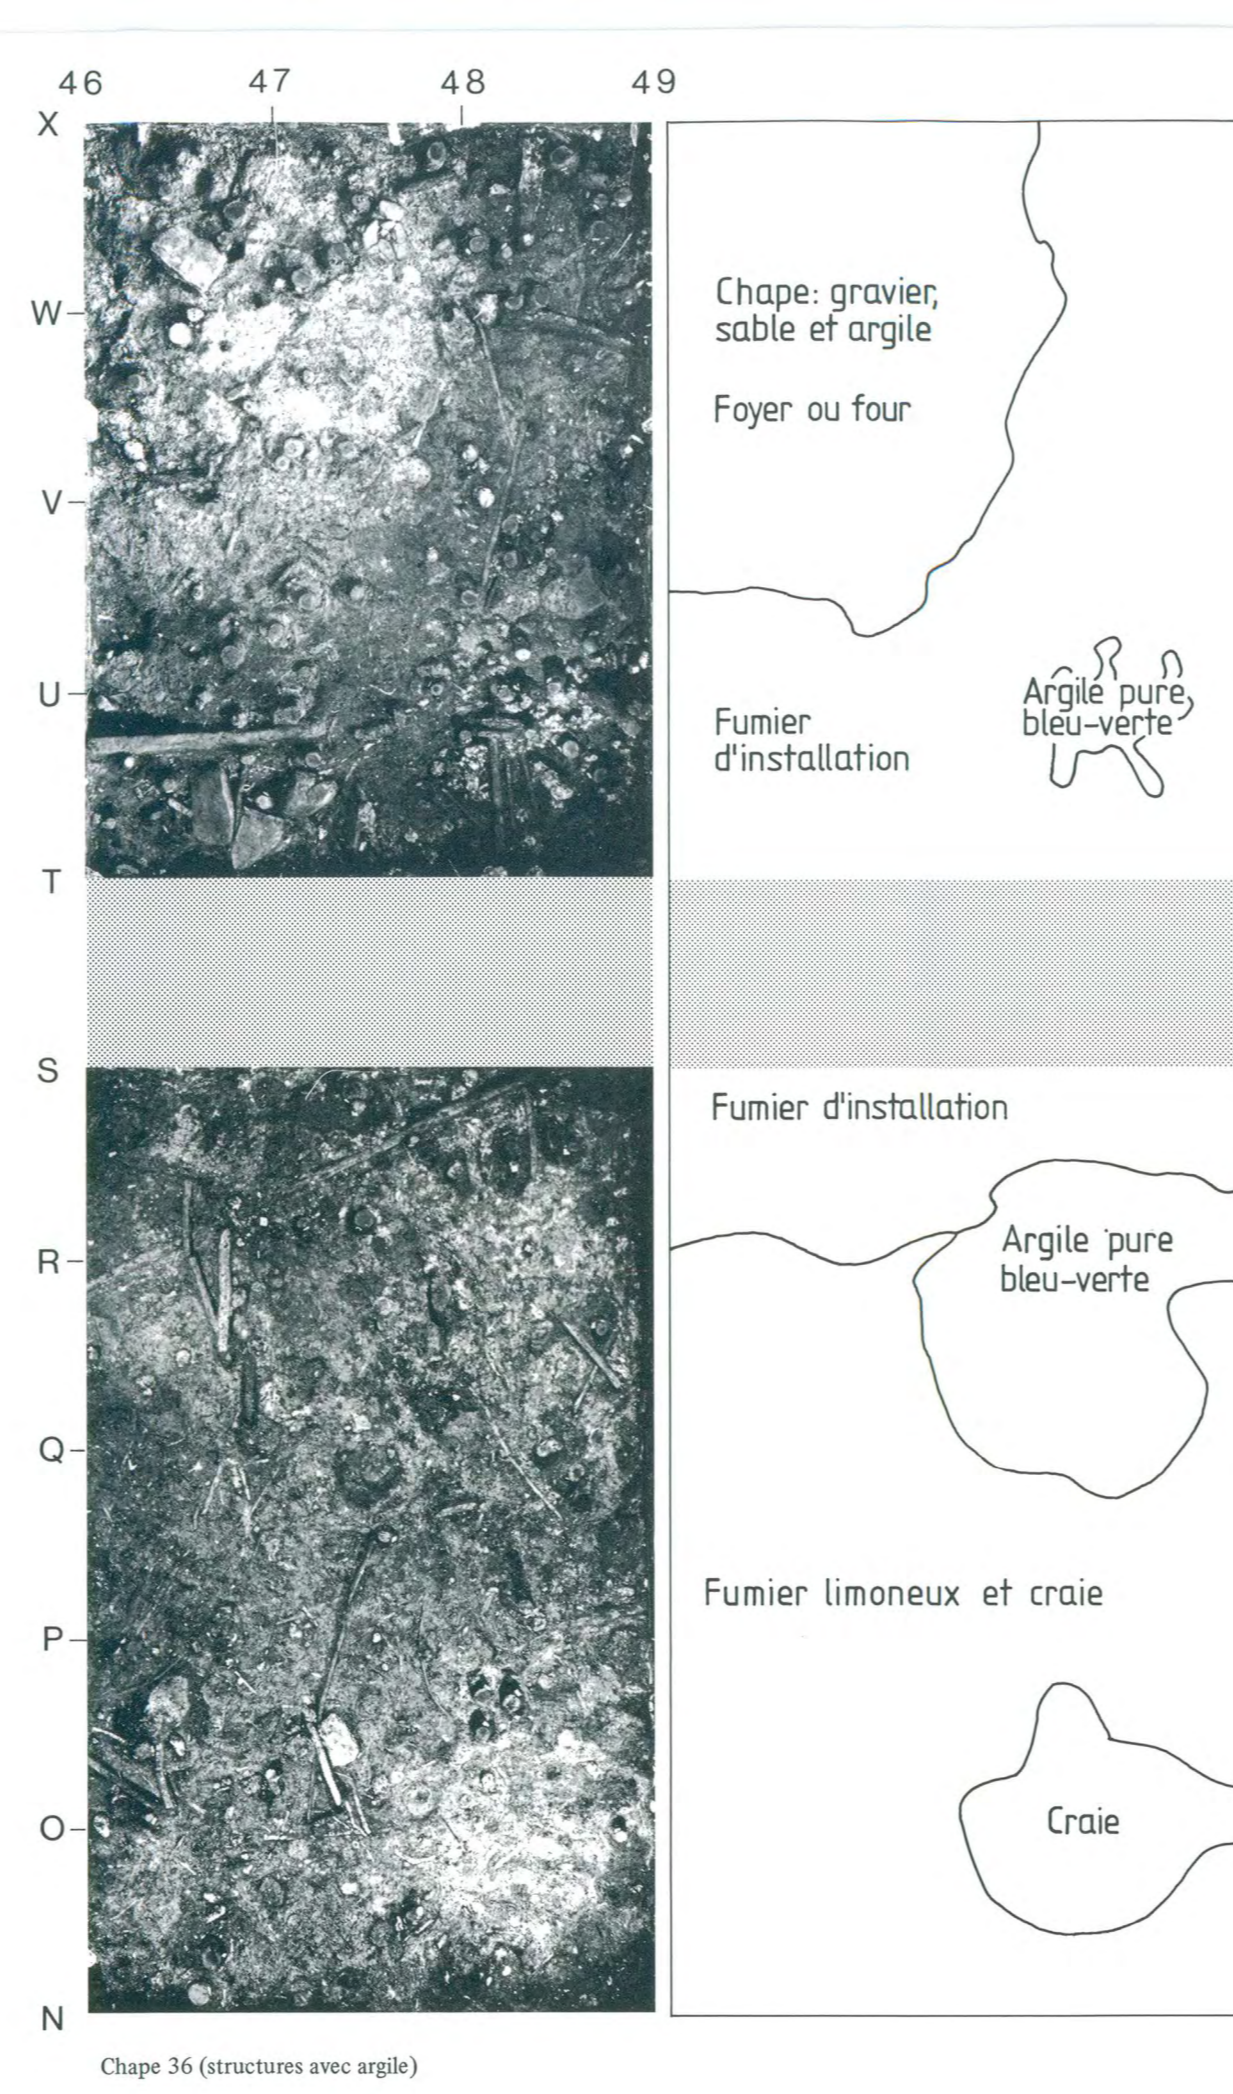 46 47 48 49
X
W
V
U
T
S
R
Q
P
O
N
Chape: gravier,
sable et argile
Foyer ou four
Fumier
d'installation
Argile pure
bleu-verte
Fumier d'installation
Argile pure
bleu-verte
Fumier limoneux et craie
Craie
Chape 36 (structures avec argile)